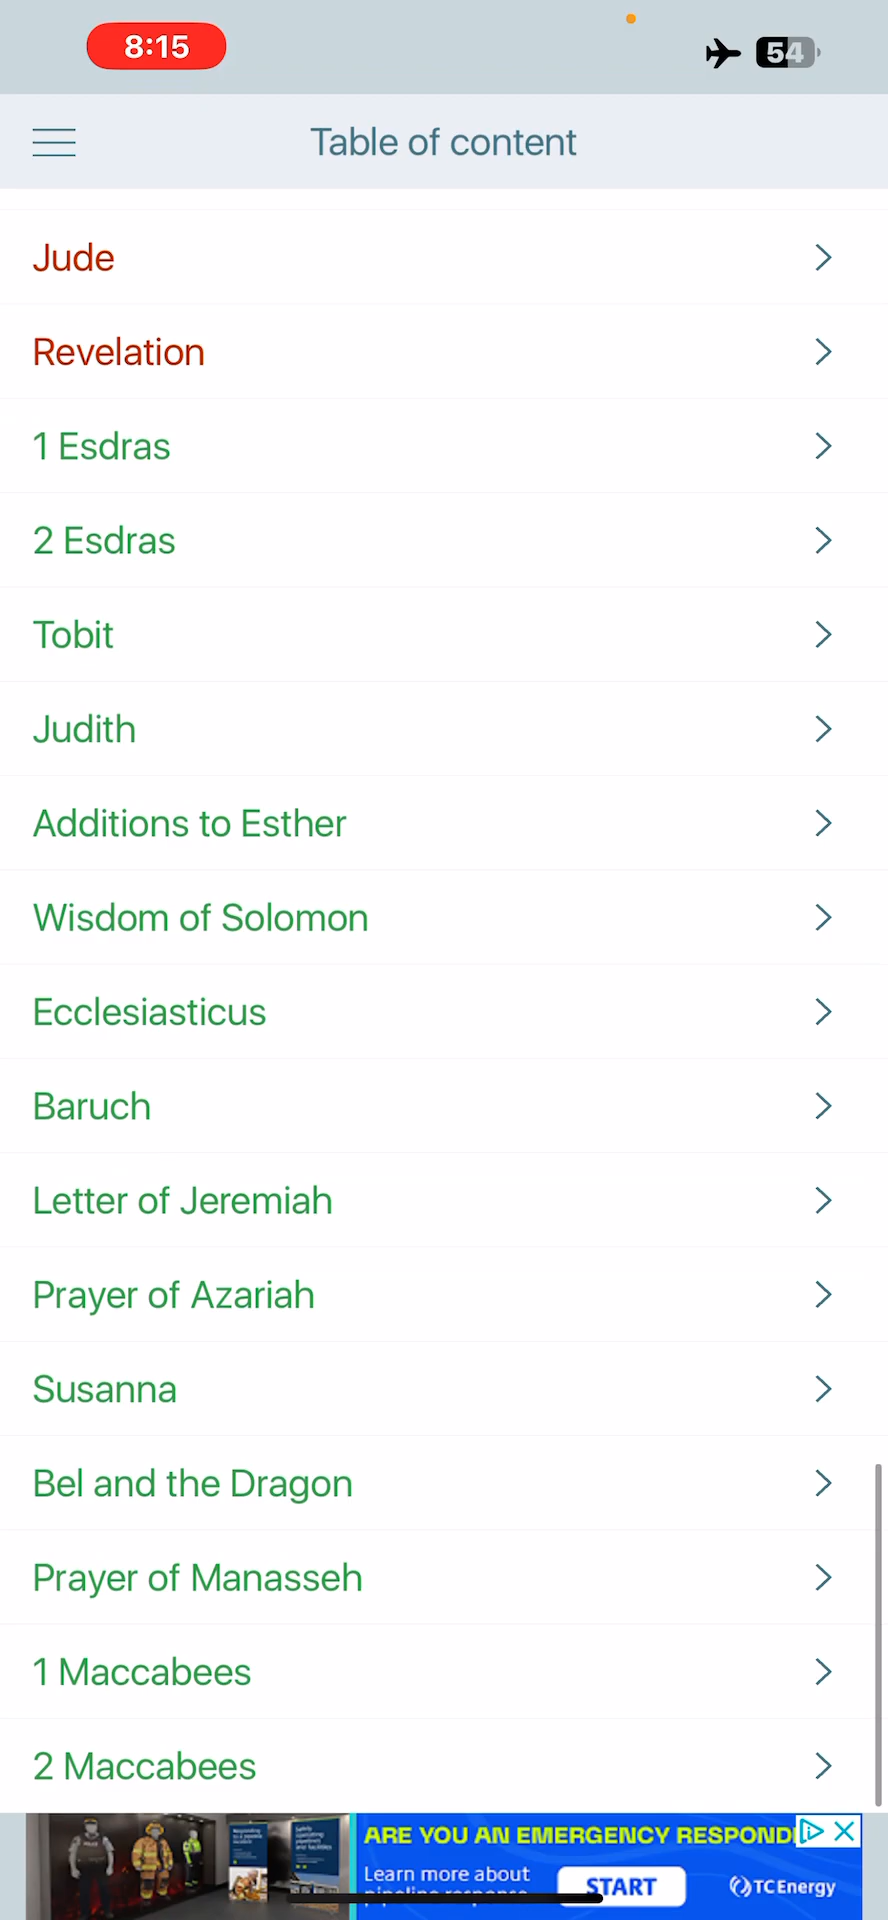 8:15
54
Table of content
Jude
Revelation
1 Esdras
2 Esdras
Tobit
Judith
Additions to Esther
Wisdom of Solomon
Ecclesiasticus
Baruch
Letter of Jeremiah
Prayer of Azariah
Susanna
Bel and the Dragon
Prayer of Manasseh
1 Maccabees
2 Maccabees
ARE YOU AN EMERGENCY RESPOND
Learn more about
pipeline response
START
TC Energy